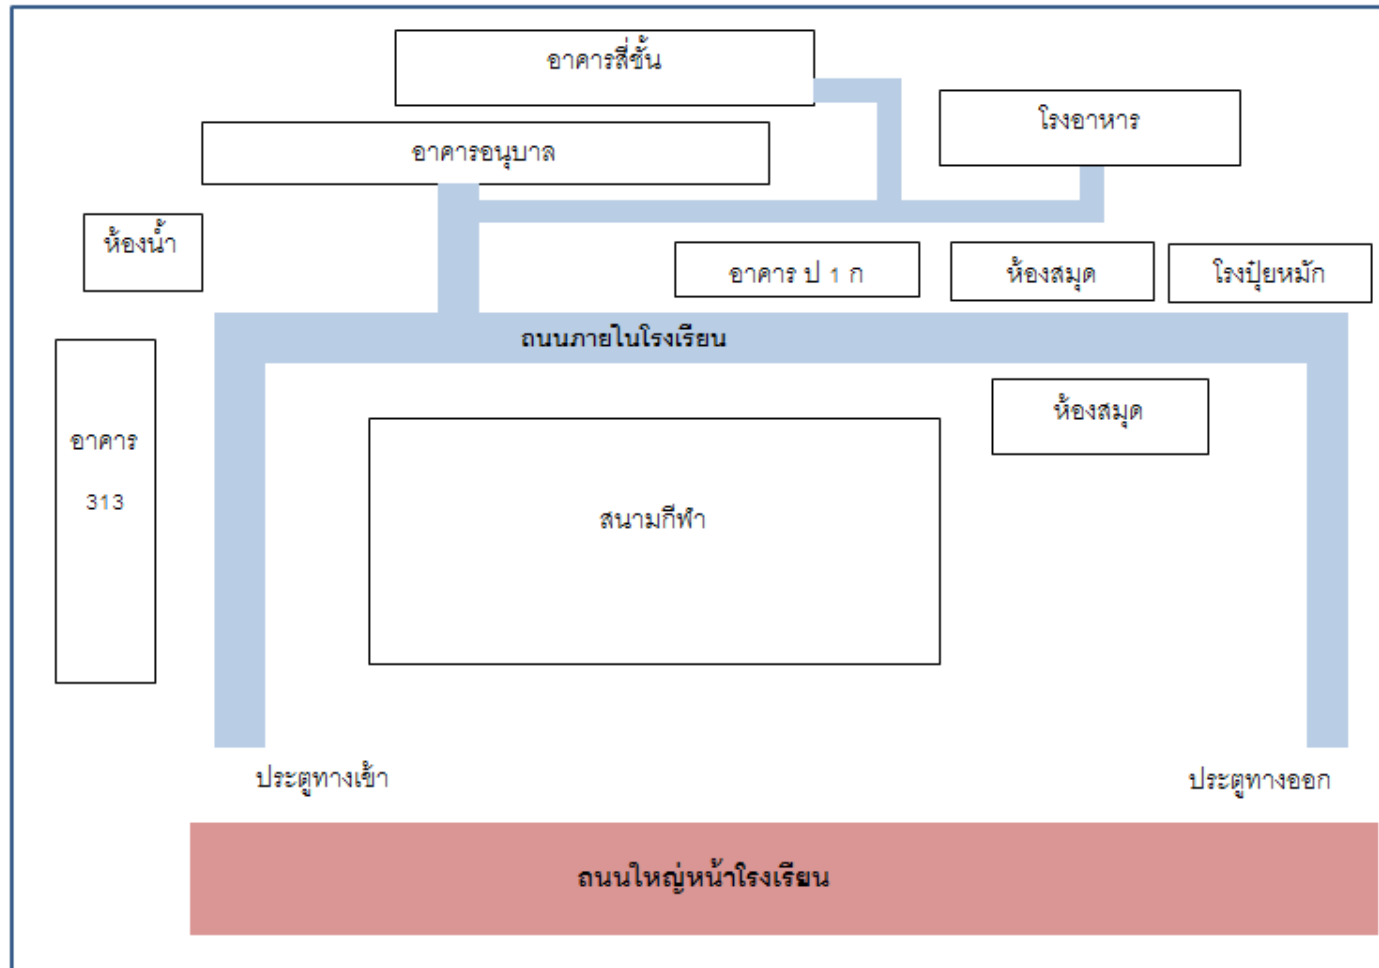 อาคารสี่ชั้น
โรงอาหาร
อาคารอนุบาล
ห้องน้ำ
อาคาร ป 1 ก
ห้องสมุด
โรงปุ๋ยหมัก
ถนนภายในโรงเรียน
ห้องสมุด
อาคาร
313
สนามกีฬา
ประตูทางเข้า
ประตูทางออก
ถนนใหญ่หน้าโรงเรียน